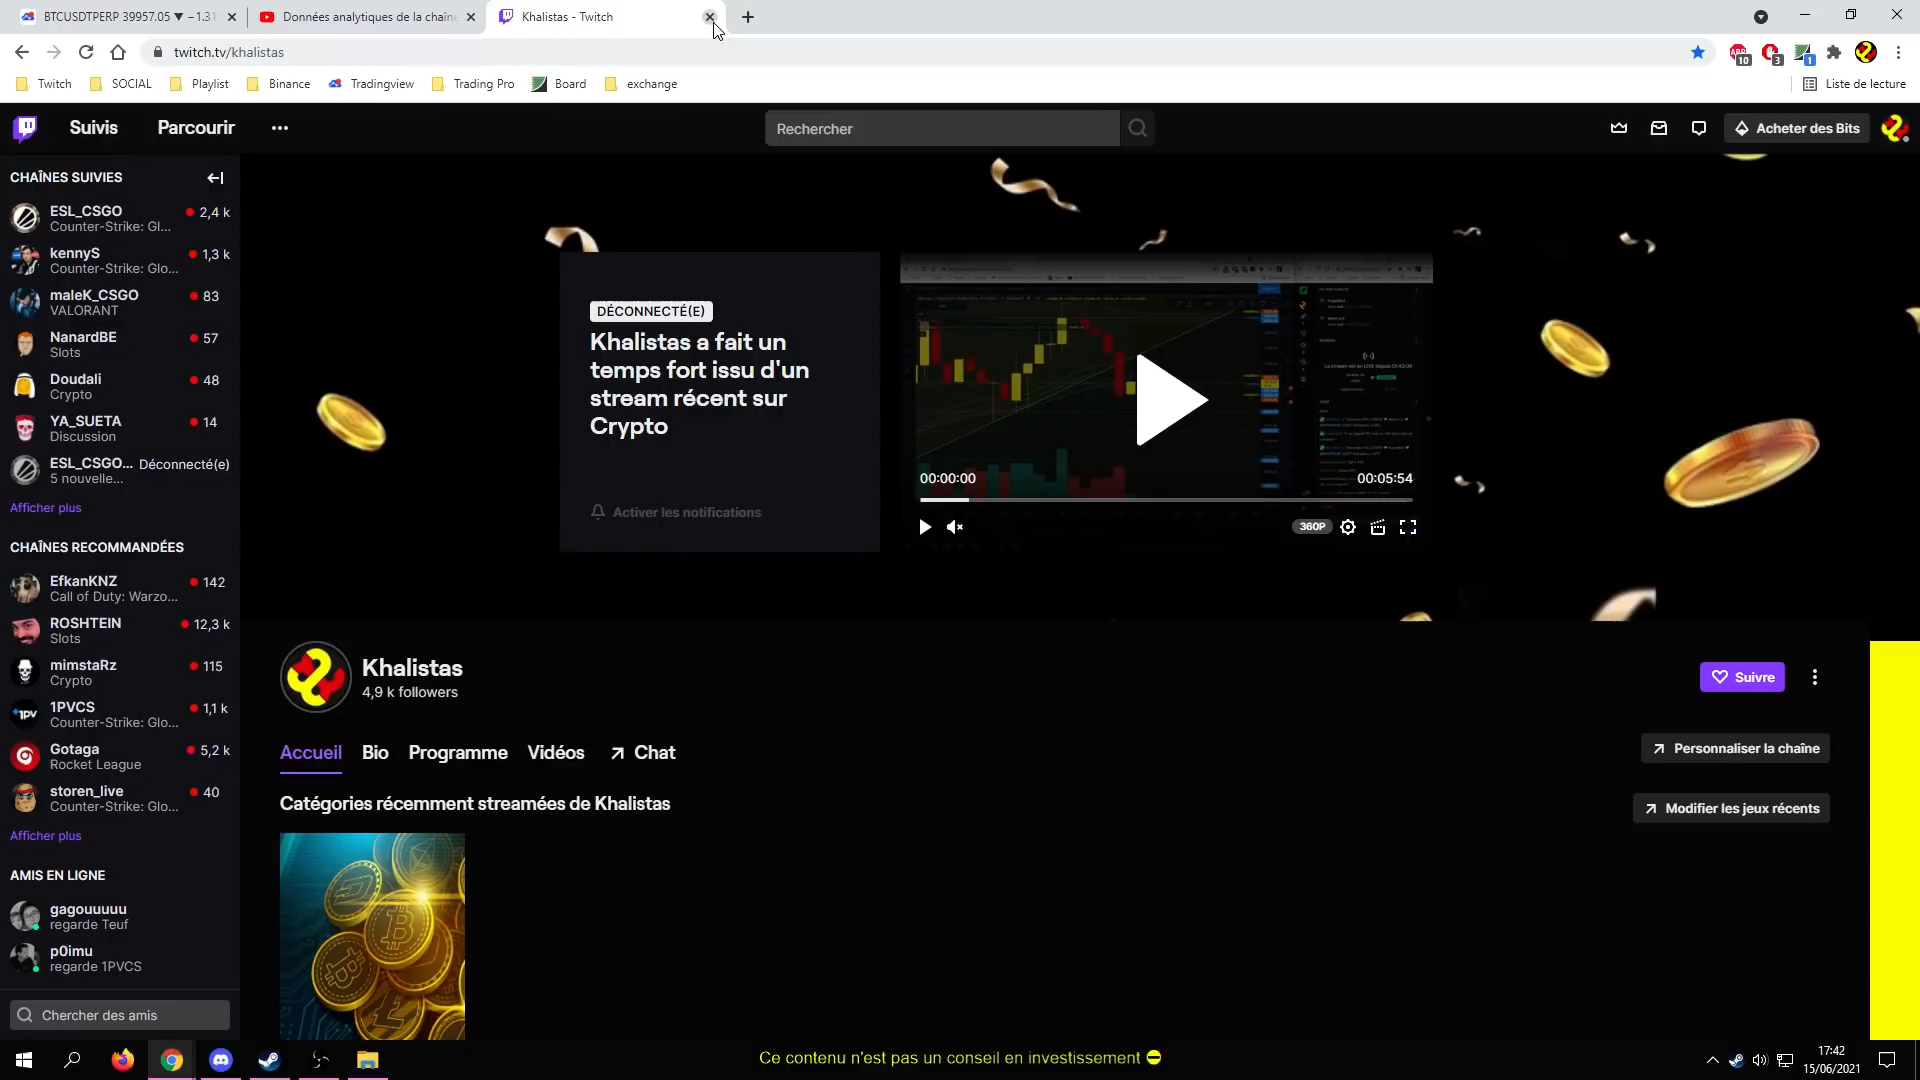 BTCUSDTPERP 39957.05 ▼ −1.31
Données analytiques de la chaîne
Khalistas - Twitch
twitch.tv/khalistas
10
3
1
Twitch
SOCIAL
Playlist
Binance
Tradingview
Trading Pro
Board
exchange
Liste de lecture
Suivis
Parcourir
Rechercher
Acheter des Bits
CHAÎNES SUIVIES
ESL_CSGO
2,4 k
Counter-Strike: Gl...
kennyS
1,3 k
Counter-Strike: Glo...
maleK_CSGO
83
VALORANT
NanardBE
57
Slots
Doudali
48
Crypto
YA_SUETA
14
Discussion
ESL_CSGO...
Déconnecté(e)
5 nouvelle...
Afficher plus
CHAÎNES RECOMMANDÉES
EfkanKNZ
142
Call of Duty: Warzo...
ROSHTEIN
12,3 k
Slots
mimstaRz
115
Crypto
1PVCS
1,1 k
Counter-Strike: Glo...
Gotaga
5,2 k
Rocket League
storen_live
40
Counter-Strike: Glo...
Afficher plus
AMIS EN LIGNE
gagouuuuu
regarde Teuf
p0imu
regarde 1PVCS
Chercher des amis
DÉCONNECTÉ(E)
Khalistas a fait un
temps fort issu d'un
stream récent sur
Crypto
Activer les notifications
00:00:00
00:05:54
360P
Khalistas
4,9 k followers
Suivre
Accueil
Bio
Programme
Vidéos
Chat
Personnaliser la chaîne
Catégories récemment streamées de Khalistas
Modifier les jeux récents
Ce contenu n'est pas un conseil en investissement
17:42
15/06/2021